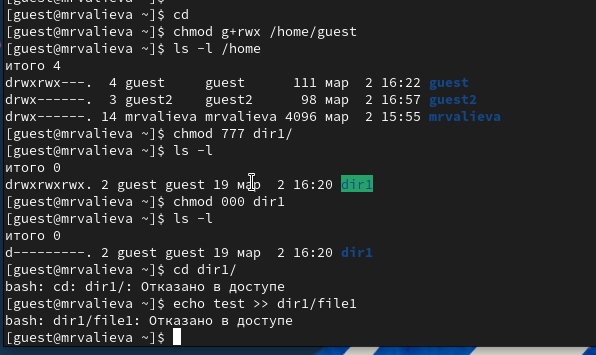 [guest@mrvalieva ~]$ cd
[guest@mrvalieva ~]$ chmod g+rwx /home/guest
[guest@mrvalieva ~]$ ls -l /home
итого 4
drwxrwx---.  4 guest     guest      111 мар  2 16:22 guest
drwx------.  3 guest2    guest2      98 мар  2 16:57 guest2
drwx------. 14 mrvalieva mrvalieva 4096 мар  2 15:55 mrvalieva
[guest@mrvalieva ~]$ chmod 777 dir1/
[guest@mrvalieva ~]$ ls -l
итого 0
drwxrwxrwx. 2 guest guest 19 мар  2 16:20 dir1
[guest@mrvalieva ~]$ chmod 000 dir1
[guest@mrvalieva ~]$ ls -l
итого 0
d---------. 2 guest guest 19 мар  2 16:20 dir1
[guest@mrvalieva ~]$ cd dir1/
bash: cd: dir1/: Отказано в доступе
[guest@mrvalieva ~]$ echo test >> dir1/file1
bash: dir1/file1: Отказано в доступе
[guest@mrvalieva ~]$